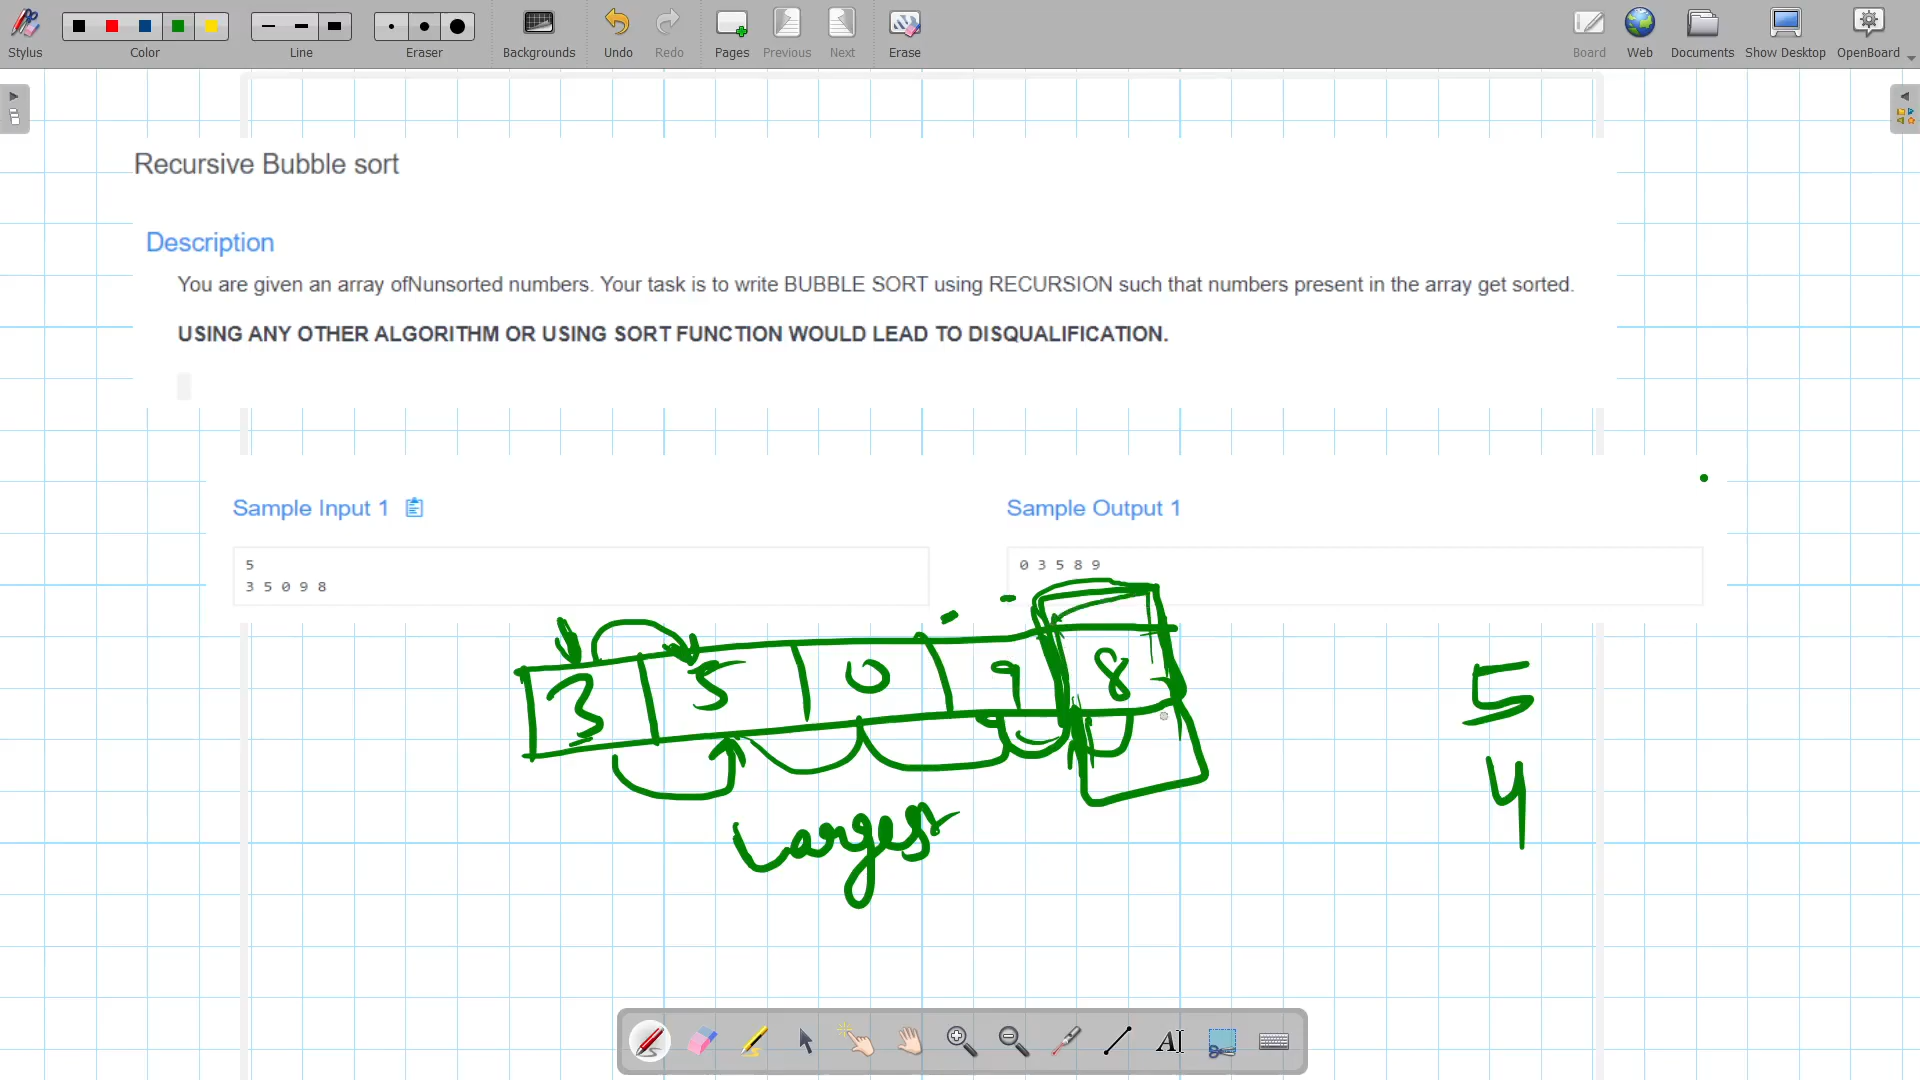 Stylus Color Line Eraser Backgrounds Undo Redo Pages Previous Next Erase Board Web Documents Show Desktop OpenBoard
Recursive Bubble sort
Description
You are given an array ofNunsorted numbers. Your task is to write BUBBLE SORT using RECURSION such that numbers present in the array get sorted.
USING ANY OTHER ALGORITHM OR USING SORT FUNCTION WOULD LEAD TO DISQUALIFICATION.
Sample Input 1
5
3 5 0 9 8
Sample Output 1
0 3 5 8 9
3 5 0 9 8
5
4
Largest